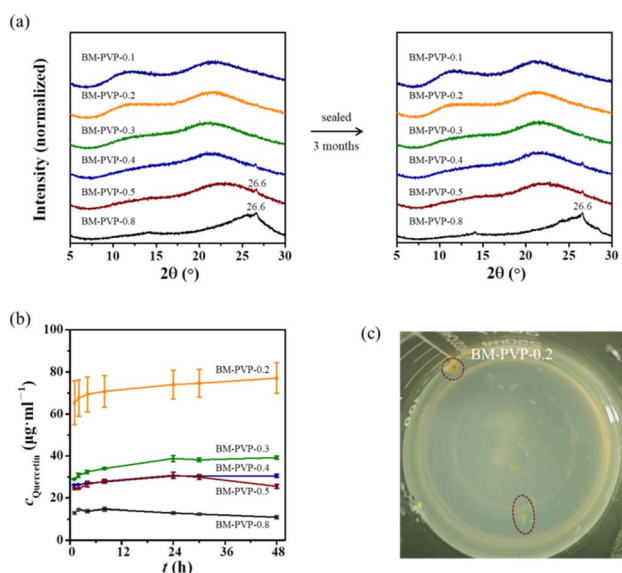 (a)
Intensity (normalized)
BM-PVP-0.1
BM-PVP-0.2
BM-PVP-0.3
BM-PVP-0.4
BM-PVP-0.5
26.6
26.6
BM-PVP-0.8
5 10 15 20 25 30
2θ (°)
sealed
3 months
BM-PVP-0.1
BM-PVP-0.2
BM-PVP-0.3
BM-PVP-0.4
BM-PVP-0.5
26.6
BM-PVP-0.8
5 10 15 20 25 30
2θ (°)
(b)
c Quercetin (μg·ml⁻¹)
100
80
60
40
20
0
BM-PVP-0.2
BM-PVP-0.3
BM-PVP-0.4
BM-PVP-0.5
BM-PVP-0.8
0 8 16 24 32 40 48
t (h)
(c)
BM-PVP-0.2